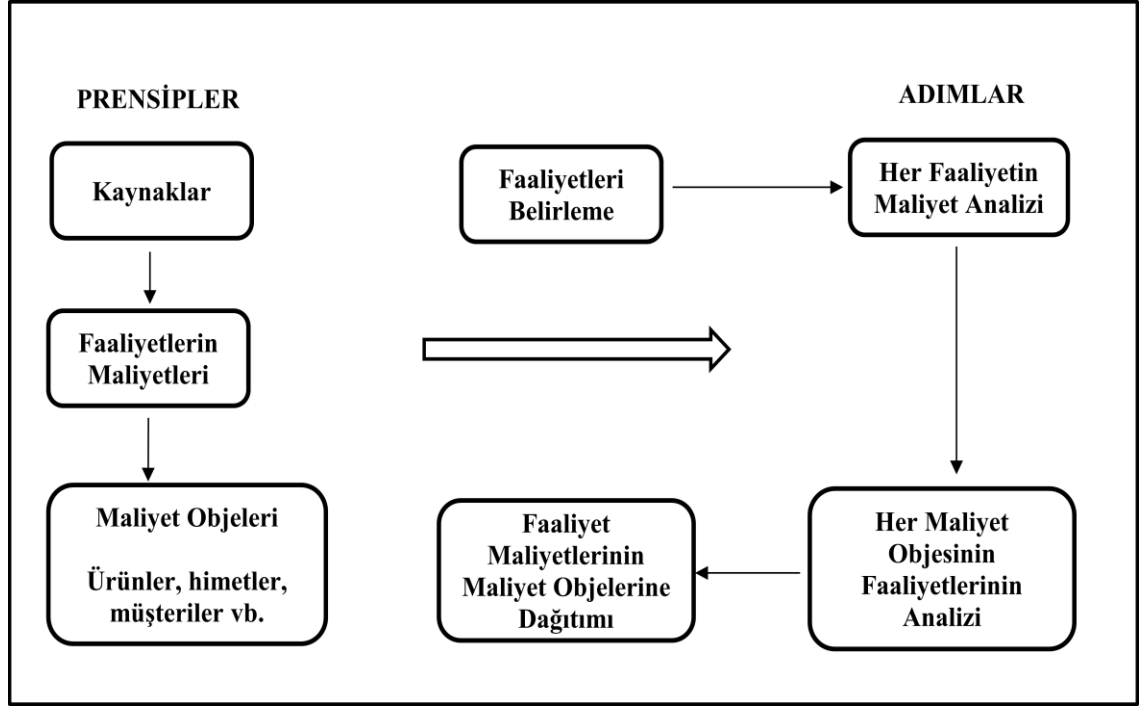 PRENSİPLER
Kaynaklar
Faaliyetlerin
Maliyetleri
Maliyet Objeleri
Ürünler, himetler,
müşteriler vb.
ADIMLAR
Faaliyetleri
Belirleme
Her Faaliyetin
Maliyet Analizi
Her Maliyet
Objesinin
Faaliyetlerinin
Analizi
Faaliyet
Maliyetlerinin
Maliyet Objelerine
Dağıtımı